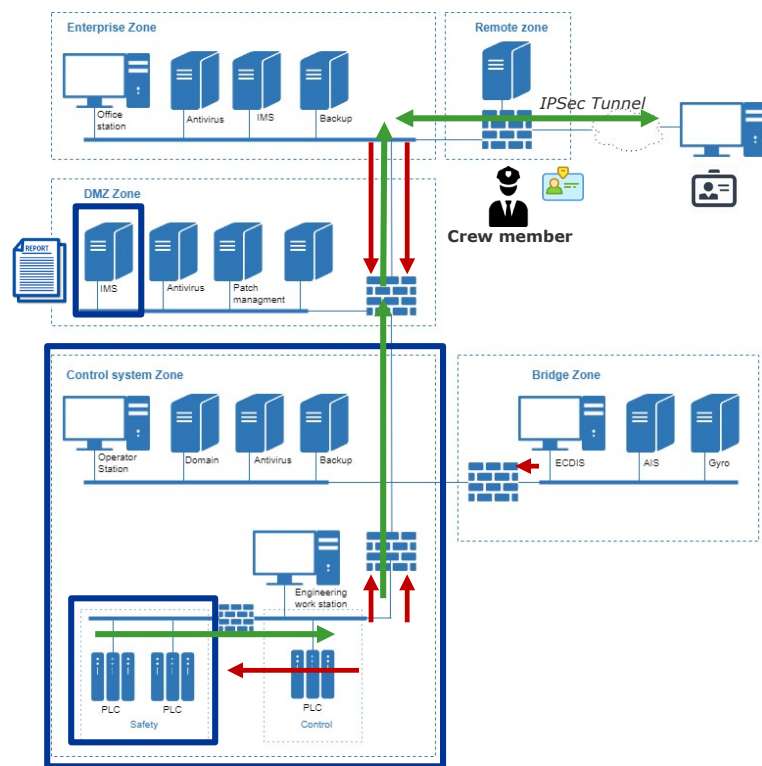 Enterprise Zone
Remote zone
Office
station
Antivirus
IMS
Backup
IPSec Tunnel
DMZ Zone
Crew member
REPORT
IMS
Antivirus
Patch
managment
Control system Zone
Bridge Zone
Operator
Station
Domain
Antivirus
Backup
ECDIS
AIS
Gyro
Engineering
work station
PLC
PLC
PLC
Safety
Control